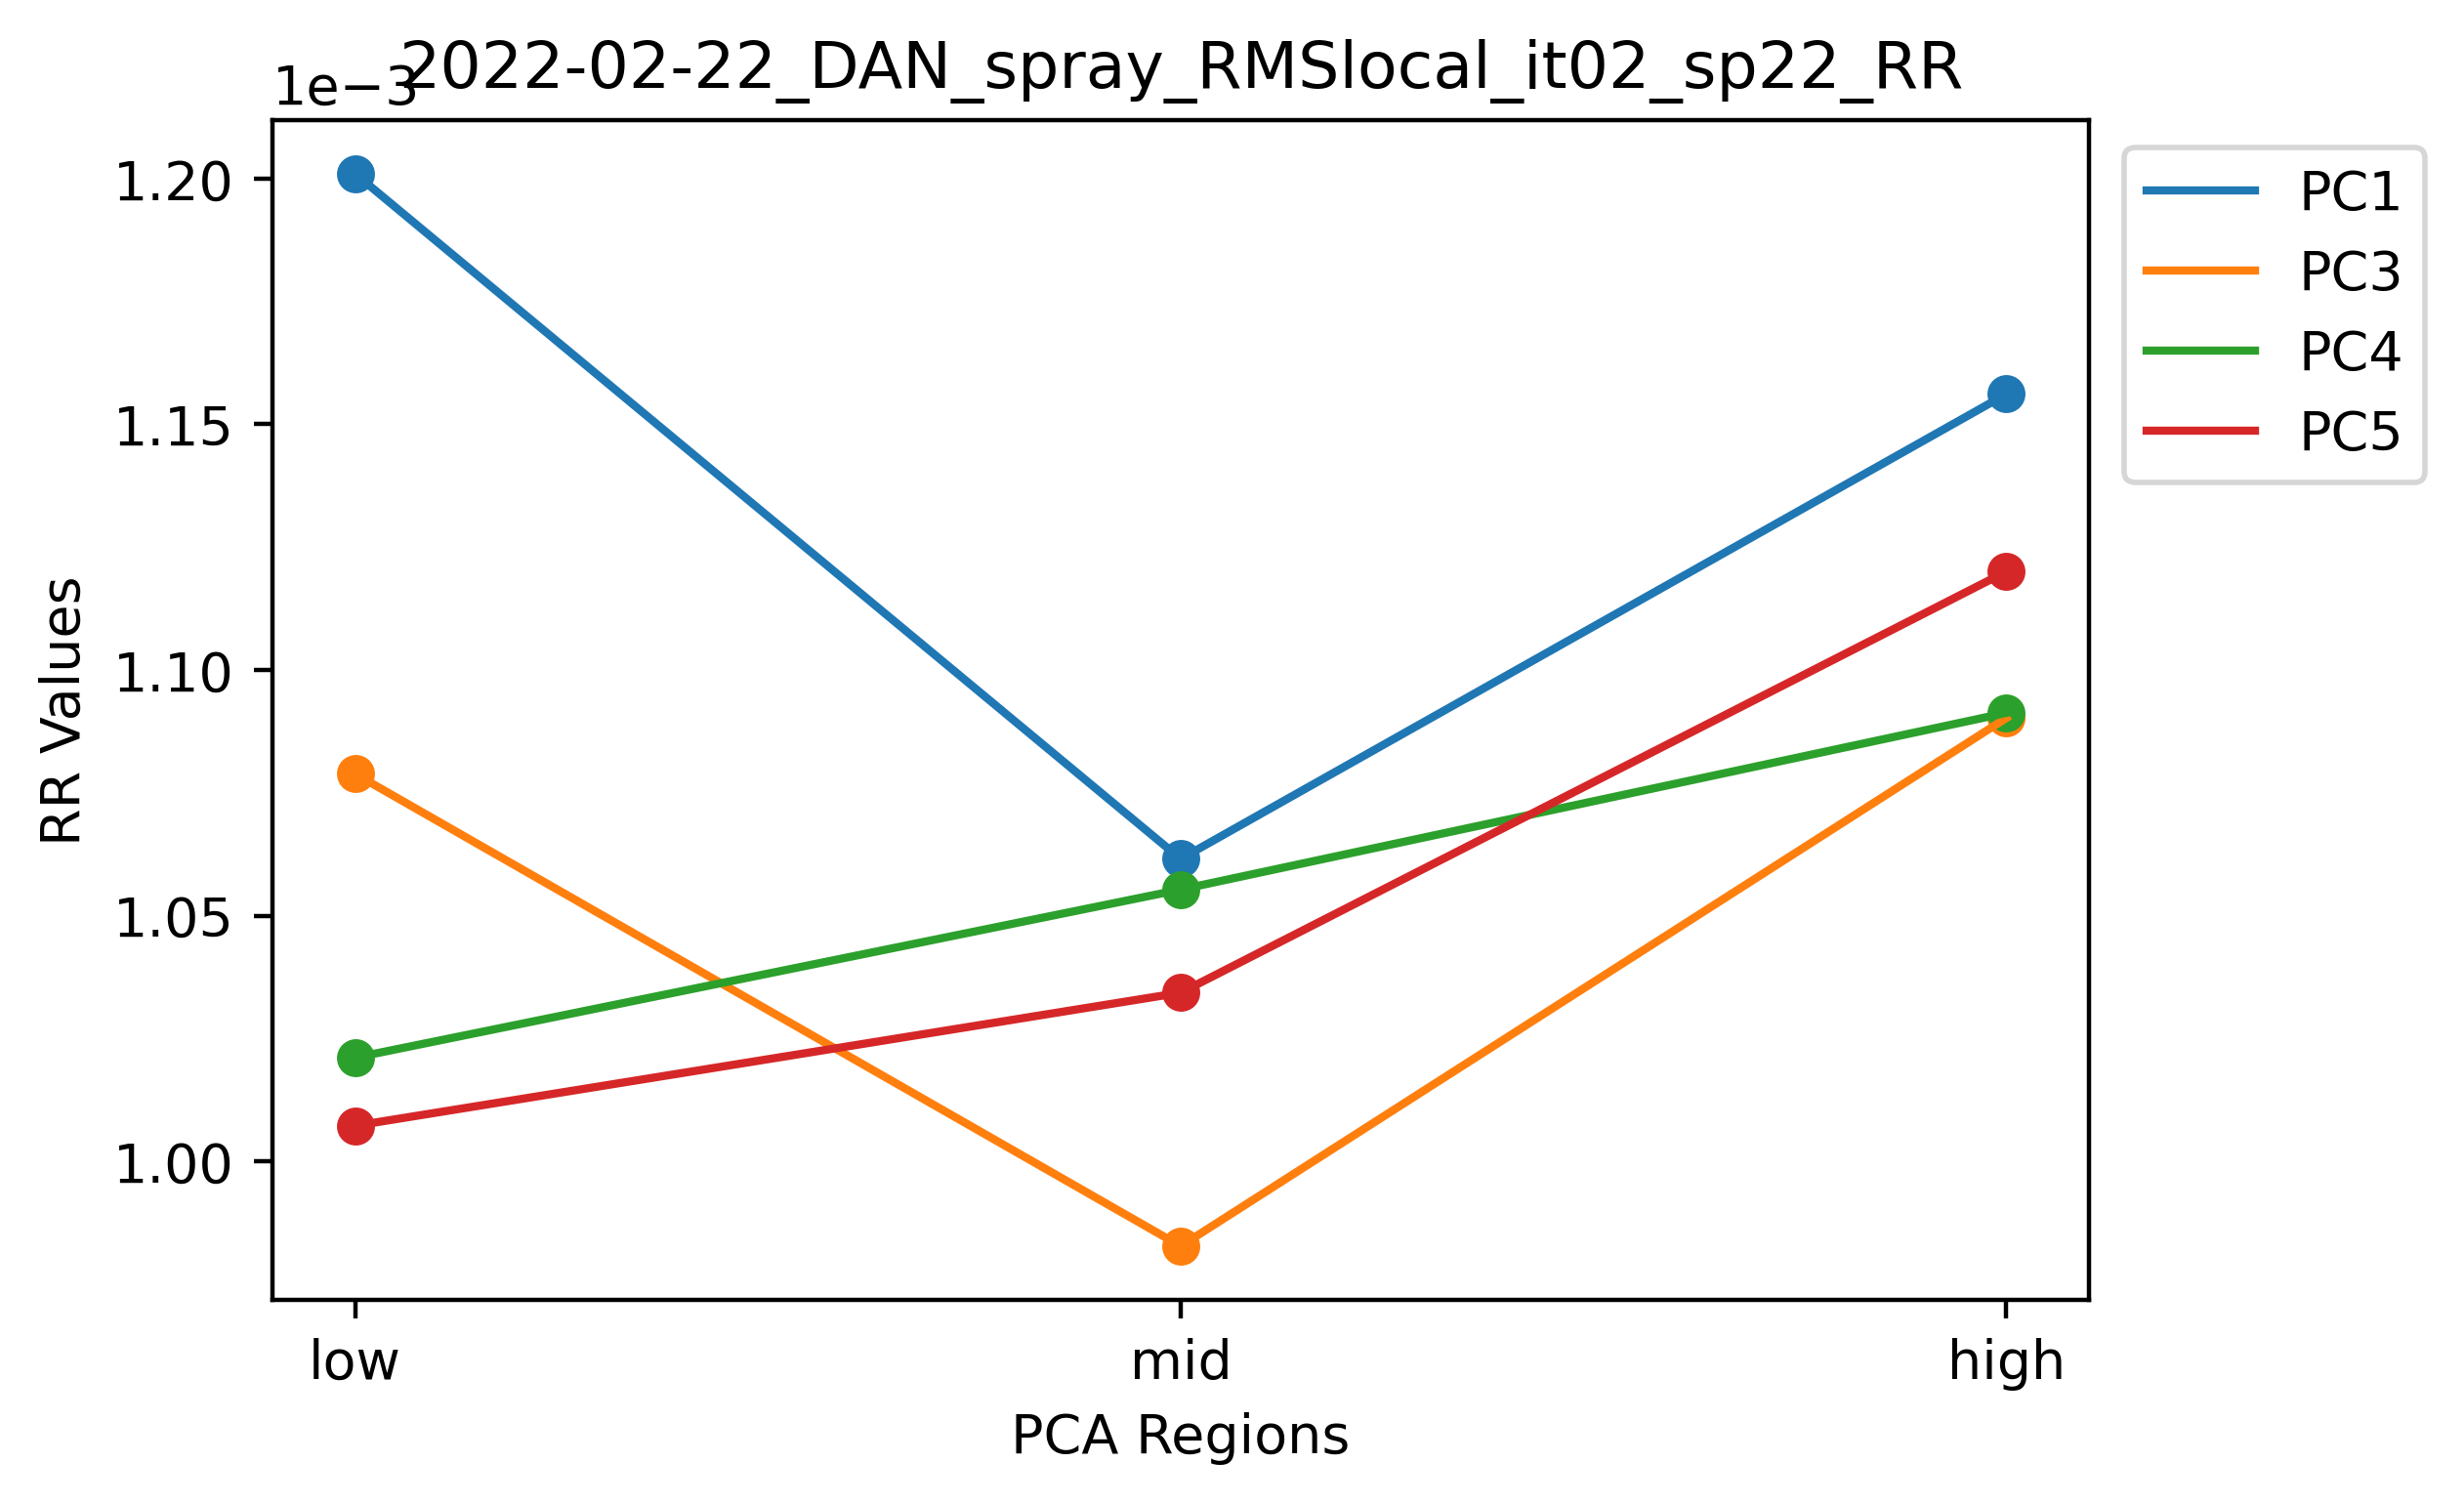 2022-02-22_DAN_spray_RMSlocal_it02_sp22_RR
1e−3
1.20
1.15
1.10
1.05
1.00
RR Values
low
mid
high
PCA Regions
PC1
PC3
PC4
PC5